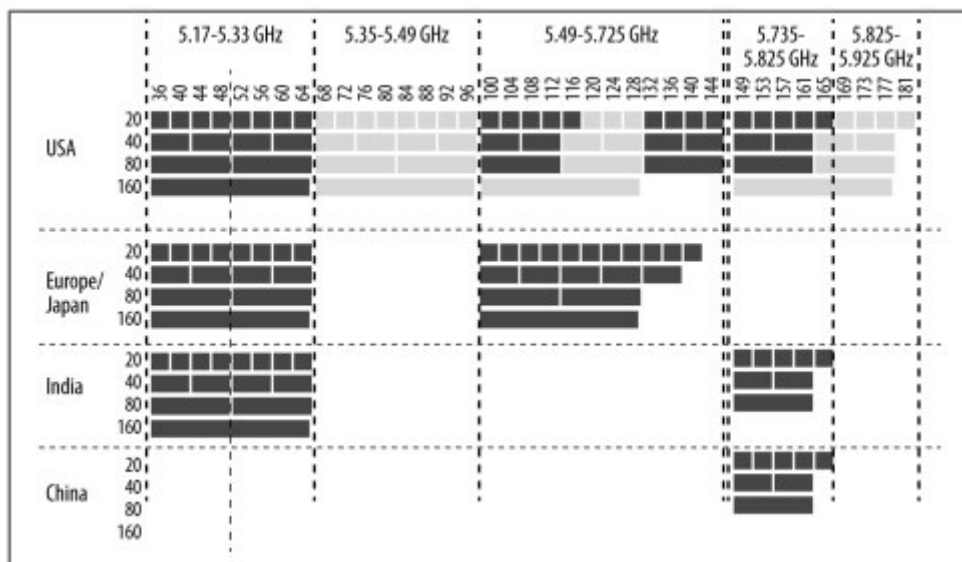 5.17-5.33 GHz 5.35-5.49 GHz 5.49-5.725 GHz 5.735- 5.825-
5.825 GHz 5.925 GHz
36 40 44 48 52 56 60 64 68 72 76 80 84 88 92 96 100 104 108 112 116 120 124 128 132 136 140 144 149 153 157 161 165 169 173 177 181
20
USA 40
80
160
20
Europe/ 40
Japan 80
160
20
India 40
80
160
20
China 40
80
160